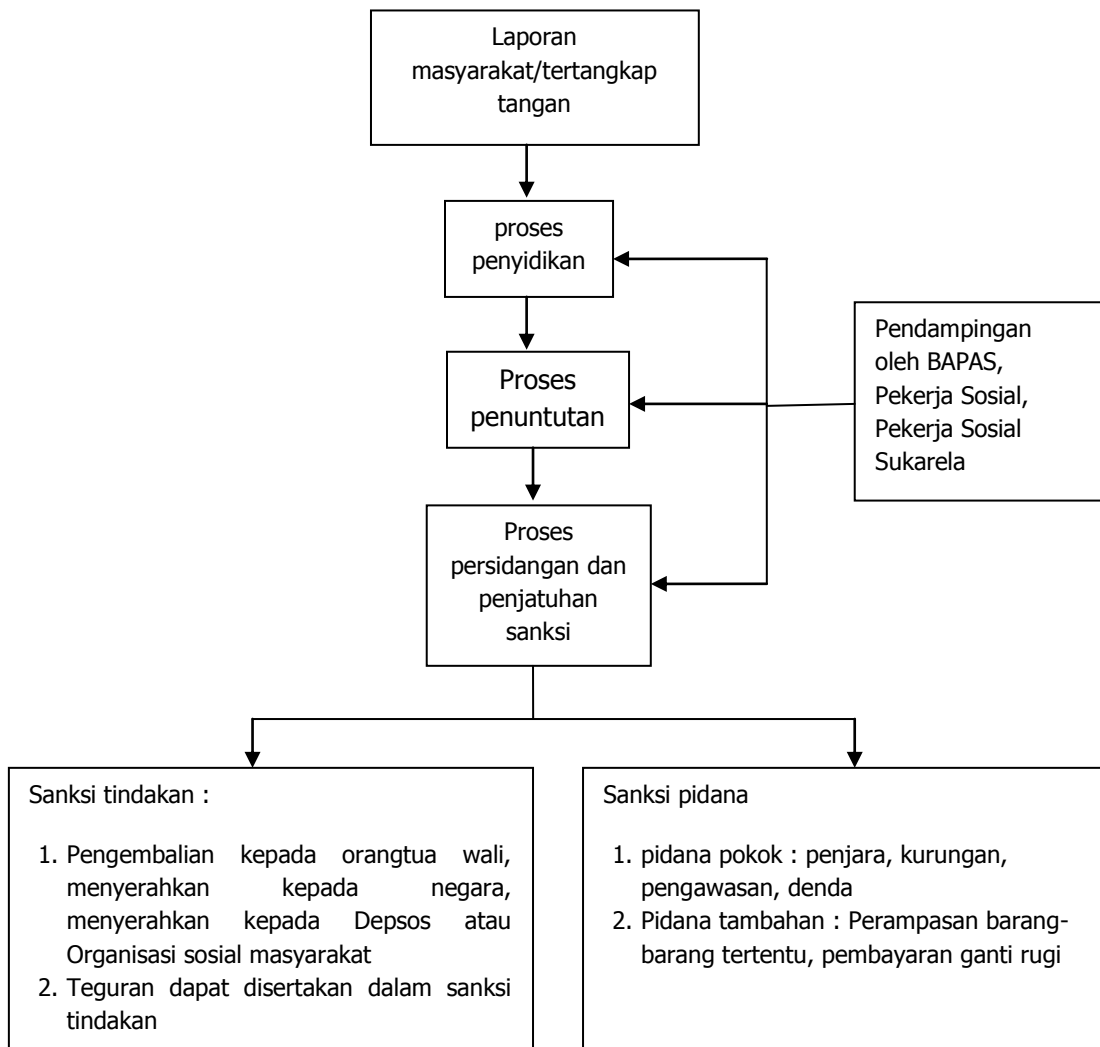 Laporan
masyarakat/tertangkap
tangan
proses
penyidikan
Proses
penuntutan
Pendampingan
oleh BAPAS,
Pekerja Sosial,
Pekerja Sosial
Sukarela
Proses
persidangan dan
penjatuhan
sanksi
Sanksi tindakan :
1. Pengembalian kepada orangtua wali,
menyerahkan kepada negara,
menyerahkan kepada Depsos atau
Organisasi sosial masyarakat
2. Teguran dapat disertakan dalam sanksi
tindakan
Sanksi pidana
1. pidana pokok : penjara, kurungan,
pengawasan, denda
2. Pidana tambahan : Perampasan barang-
barang tertentu, pembayaran ganti rugi